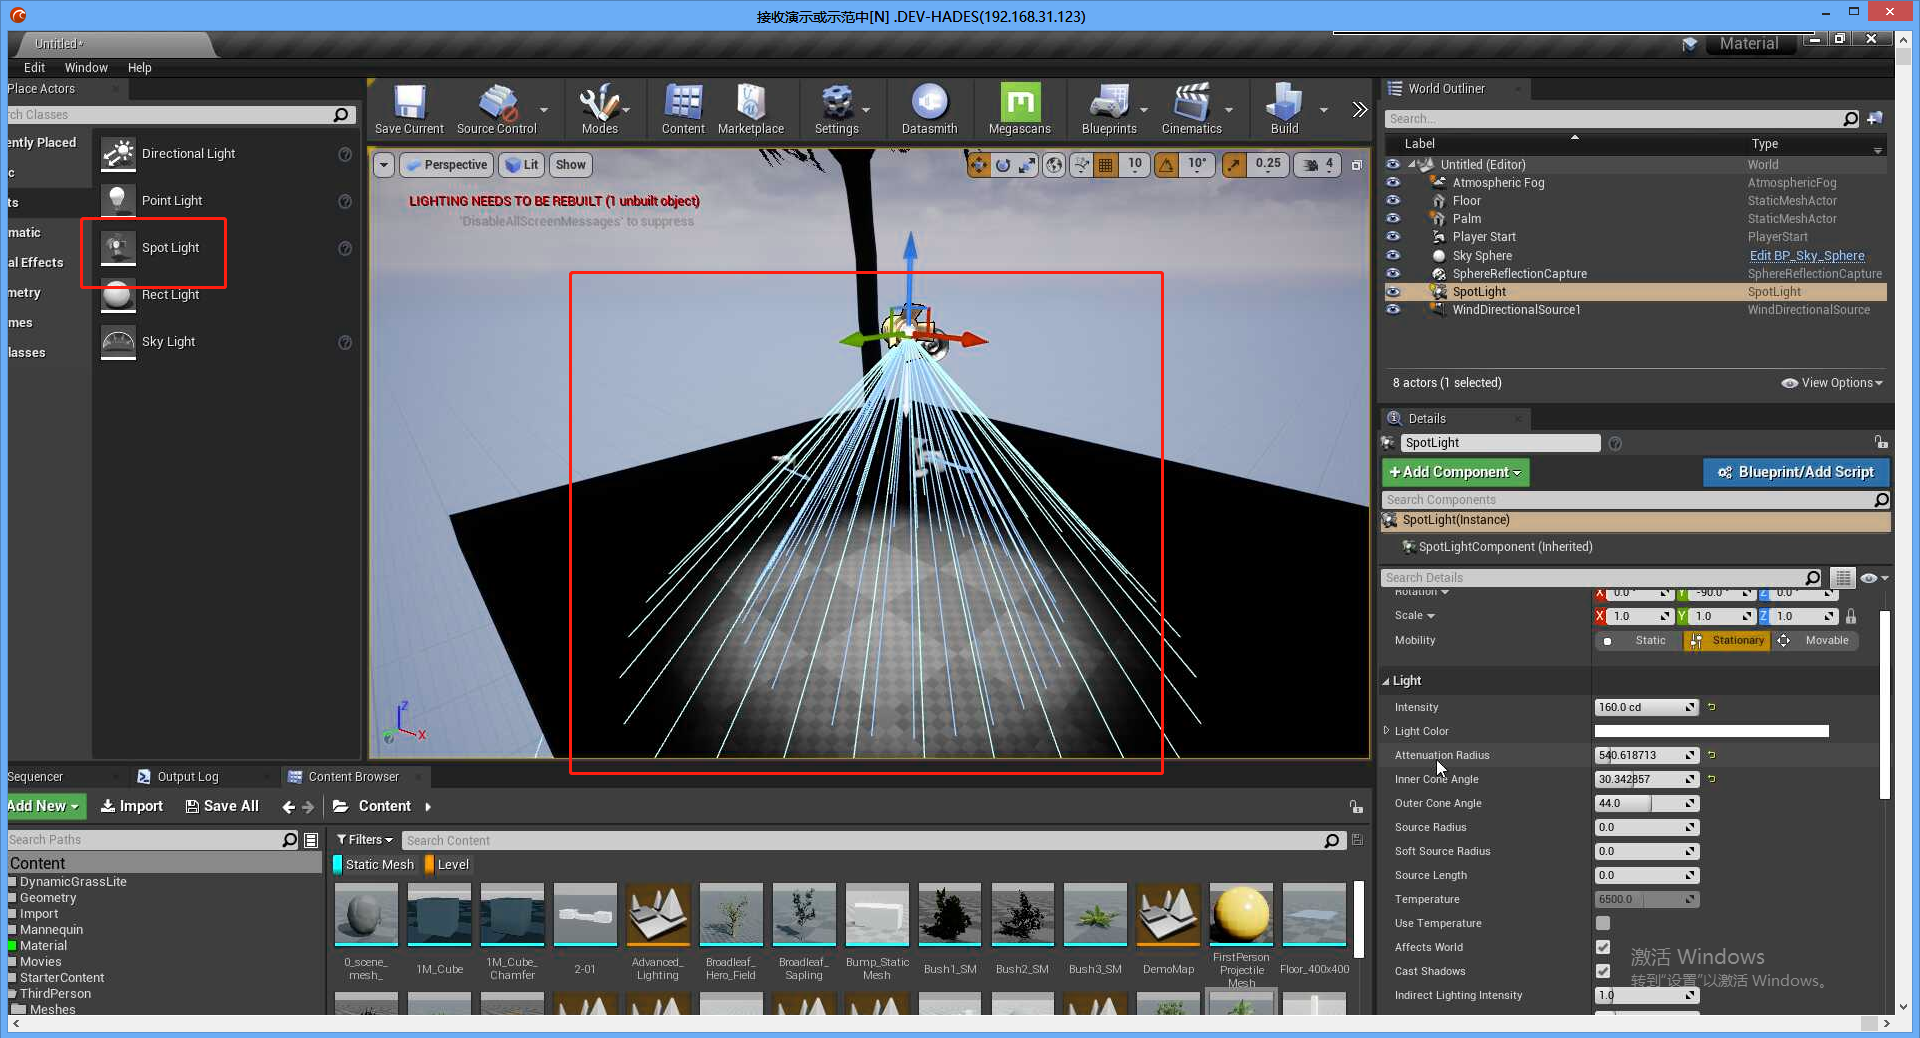 接收演示或示范中[N] .DEV-HADES(192.168.31.123)
Untitled*
Material
Edit Window Help
Place Actors
rch Classes
ently Placed
c
ts
matic
al Effects
metry
mes
lasses
Directional Light
Point Light
Spot Light
Rect Light
Sky Light
Save Current
Source Control
Modes
Content
Marketplace
Settings
Datasmith
Megascans
Blueprints
Cinematics
Build
Perspective
Lit
Show
10
10°
0.25
4
LIGHTING NEEDS TO BE REBUILT (1 unbuilt object)
'DisableAllScreenMessages' to suppress
Z
X
World Outliner
Search...
Label Type
Untitled (Editor) World
Atmospheric Fog AtmosphericFog
Floor StaticMeshActor
Palm StaticMeshActor
Player Start PlayerStart
Sky Sphere Edit BP_Sky_Sphere
SphereReflectionCapture SphereReflectionCapture
SpotLight SpotLight
WindDirectionalSource1 WindDirectionalSource
8 actors (1 selected)
View Options
Details
SpotLight
+Add Component
Blueprint/Add Script
Search Components
SpotLight(Instance)
SpotLightComponent (Inherited)
Search Details
Rotation X 0.0° Y -90.0° Z 0.0°
Scale X 1.0 Y 1.0 Z 1.0
Mobility Static Stationary Movable
Light
Intensity 160.0 cd
Light Color
Attenuation Radius 540.618713
Inner Cone Angle 30.342857
Outer Cone Angle 44.0
Source Radius 0.0
Soft Source Radius 0.0
Source Length 0.0
Temperature 6500.0
Use Temperature
Affects World
Cast Shadows
Indirect Lighting Intensity 1.0
激活 Windows
转到"设置"以激活 Windows。
Sequencer
Output Log
Content Browser
Add New
Import
Save All
Content
Search Paths
Filters
Search Content
Static Mesh
Level
Content
DynamicGrassLite
Geometry
Import
Mannequin
Material
Movies
StarterContent
ThirdPerson
Meshes
0_scene_
mesh_
1M_Cube
1M_Cube_
Chamfer
2-01
Advanced_
Lighting
Broadleaf_
Hero_Field
Broadleaf_
Sapling
Bump_Static
Mesh
Bush1_SM
Bush2_SM
Bush3_SM
DemoMap
FirstPerson
Projectile
Mesh
Floor_400x400